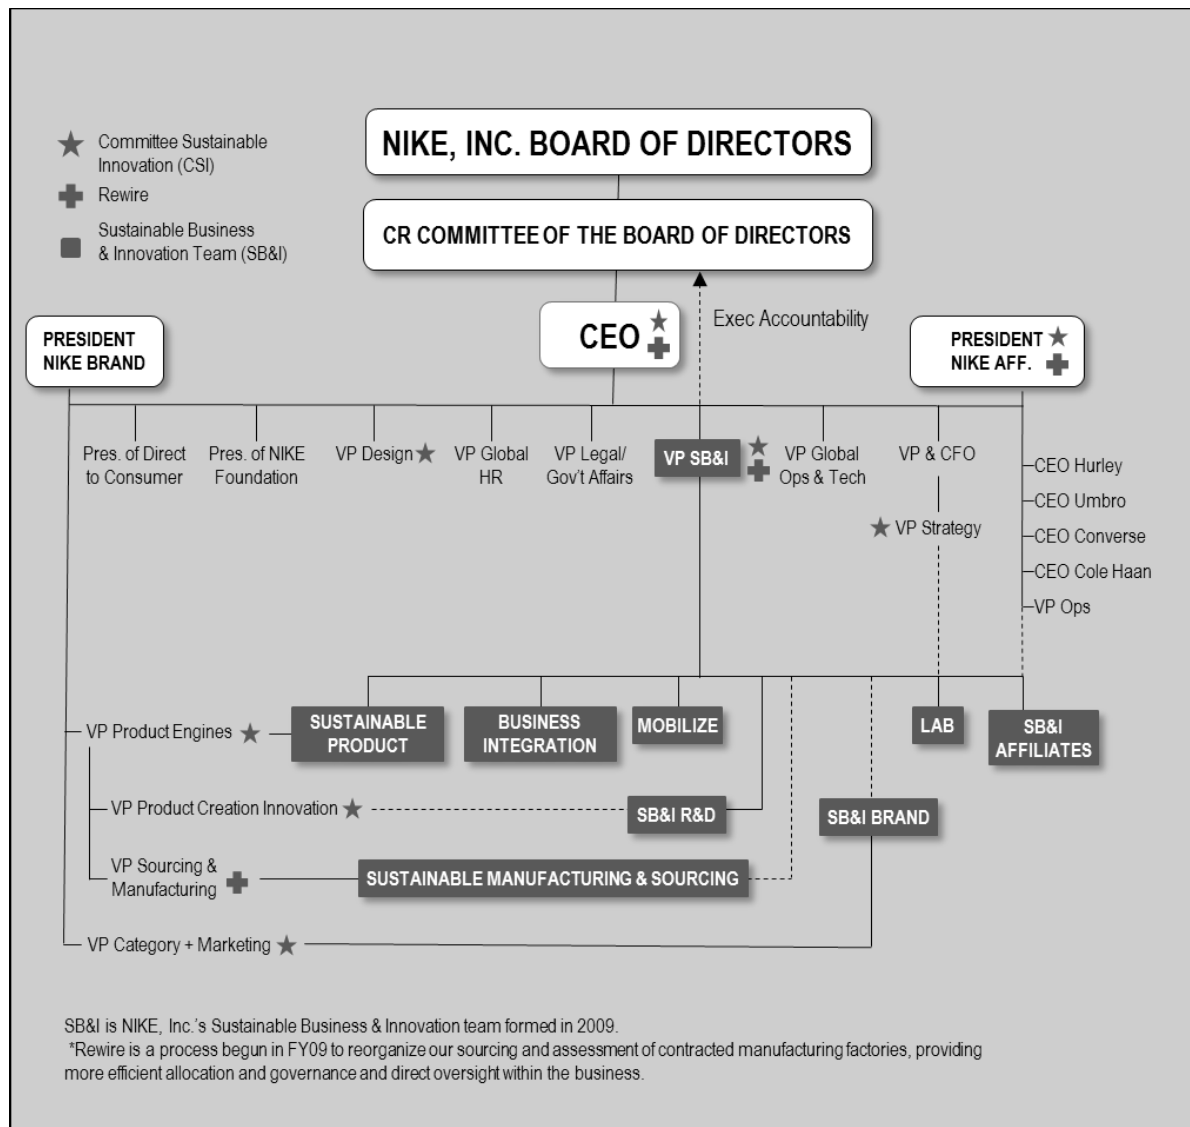 NIKE, INC. BOARD OF DIRECTORS
Committee Sustainable
Innovation (CSI)
Rewire
Sustainable Business
& Innovation Team (SB&I)
CR COMMITTEE OF THE BOARD OF DIRECTORS
Exec Accountability
CEO
PRESIDENT
NIKE BRAND
PRESIDENT
NIKE AFF.
Pres. of Direct
to Consumer
Pres. of NIKE
Foundation
VP Design
VP Global
HR
VP Legal/
Gov't Affairs
VP SB&I
VP Global
Ops & Tech
VP & CFO
VP Strategy
CEO Hurley
CEO Umbro
CEO Converse
CEO Cole Haan
VP Ops
VP Product Engines
SUSTAINABLE
PRODUCT
BUSINESS
INTEGRATION
MOBILIZE
LAB
SB&I
AFFILIATES
VP Product Creation Innovation
SB&I R&D
SB&I BRAND
VP Sourcing &
Manufacturing
SUSTAINABLE MANUFACTURING & SOURCING
VP Category + Marketing
SB&I is NIKE, Inc.'s Sustainable Business & Innovation team formed in 2009.
*Rewire is a process begun in FY09 to reorganize our sourcing and assessment of contracted manufacturing factories, providing
more efficient allocation and governance and direct oversight within the business.